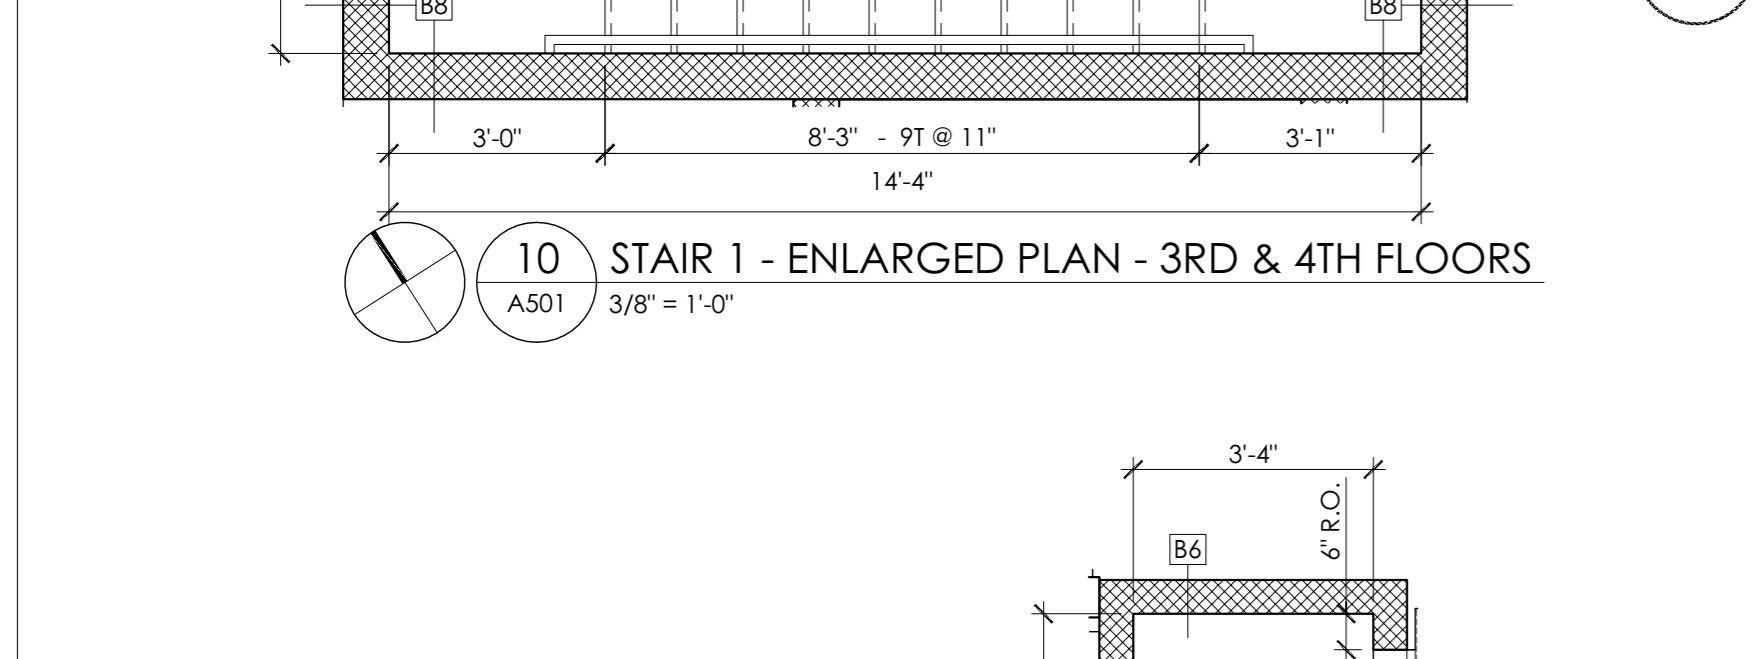 B8
B8
3'-0"
8'-3" - 9T @ 11"
3'-1"
14'-4"
10
A501
STAIR 1 - ENLARGED PLAN - 3RD & 4TH FLOORS
3/8" = 1'-0"
3'-4"
6" R.O.
B6